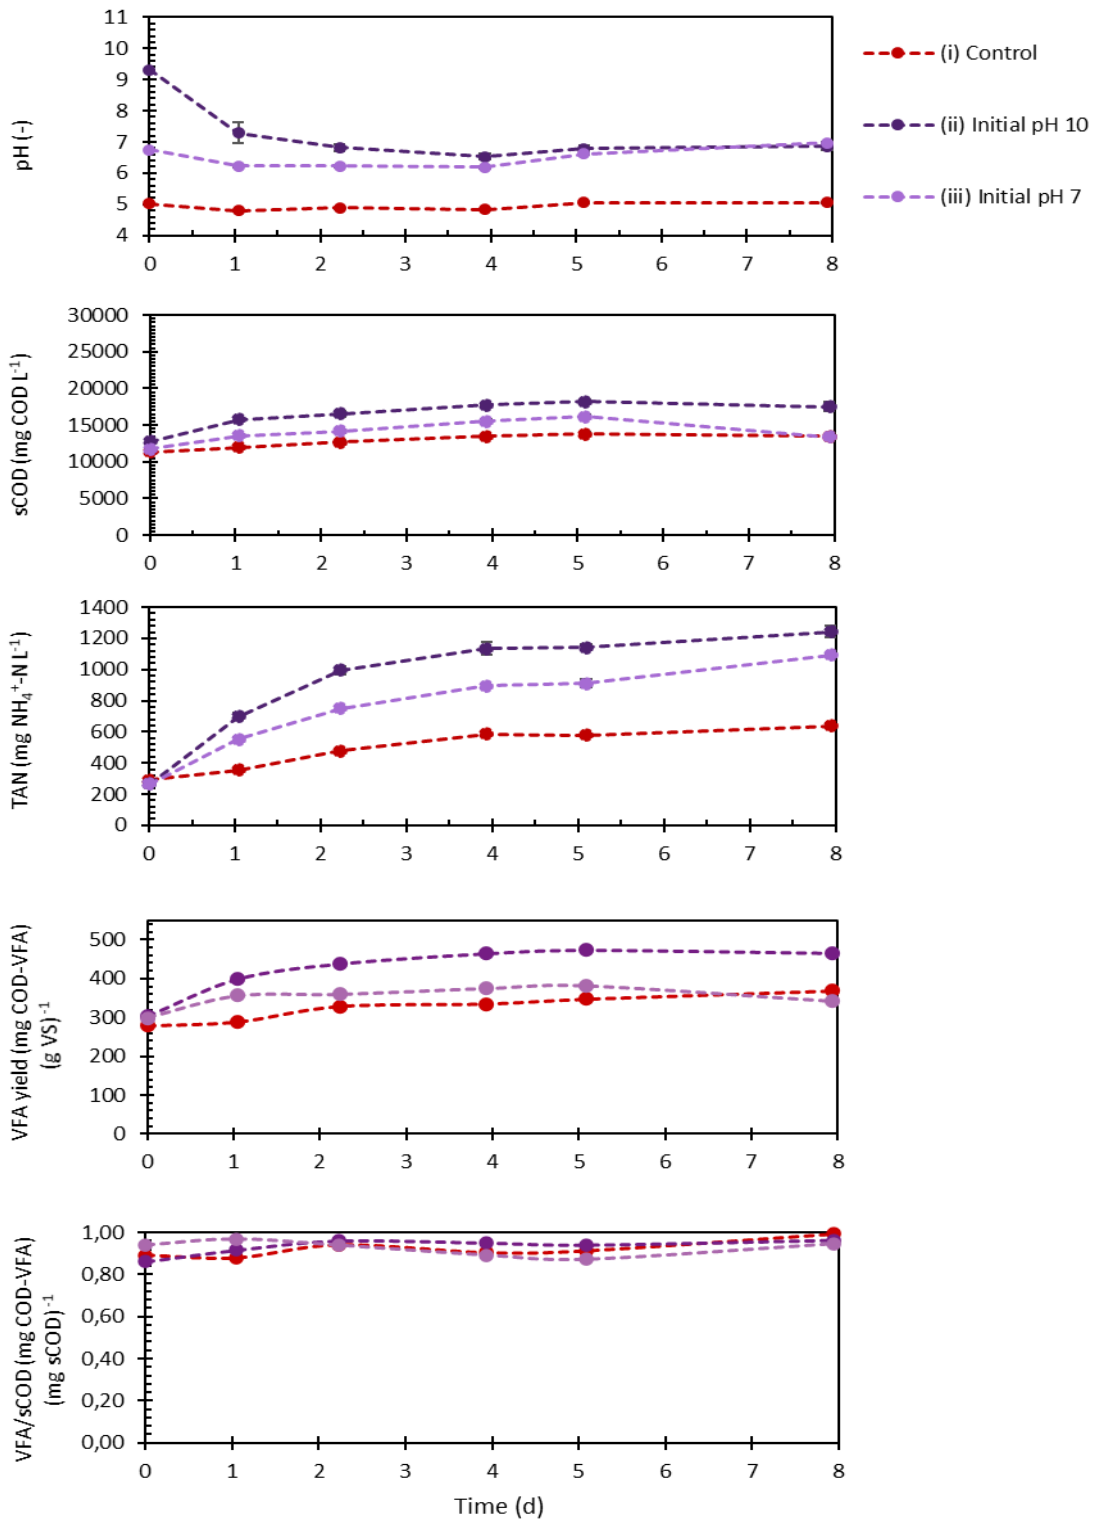 11
10
9
8
7
6
5
4
pH (-)
0 1 2 3 4 5 6 7 8
(i) Control
(ii) Initial pH 10
(iii) Initial pH 7
30000
25000
20000
15000
10000
5000
0
sCOD (mg COD L⁻¹)
0 1 2 3 4 5 6 7 8
1400
1200
1000
800
600
400
200
0
TAN (mg NH₄⁺-N L⁻¹)
0 1 2 3 4 5 6 7 8
500
400
300
200
100
0
VFA yield (mg COD-VFA)
(g VS)⁻¹
0 1 2 3 4 5 6 7 8
1,00
0,80
0,60
0,40
0,20
0,00
VFA/sCOD (mg COD-VFA)
(mg sCOD)⁻¹
0 1 2 3 4 5 6 7 8
Time (d)